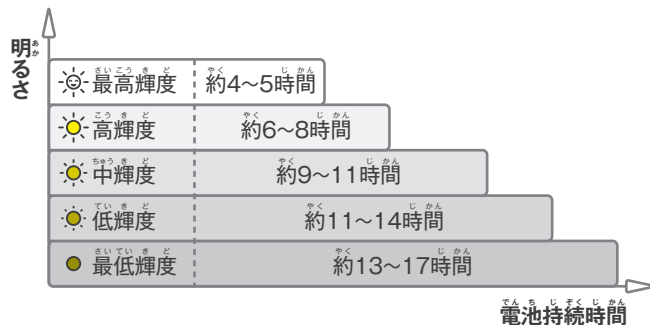 明るさ
最高輝度 約4〜5時間
高輝度 約6〜8時間
中輝度 約9〜11時間
低輝度 約11〜14時間
最低輝度 約13〜17時間
電池持続時間